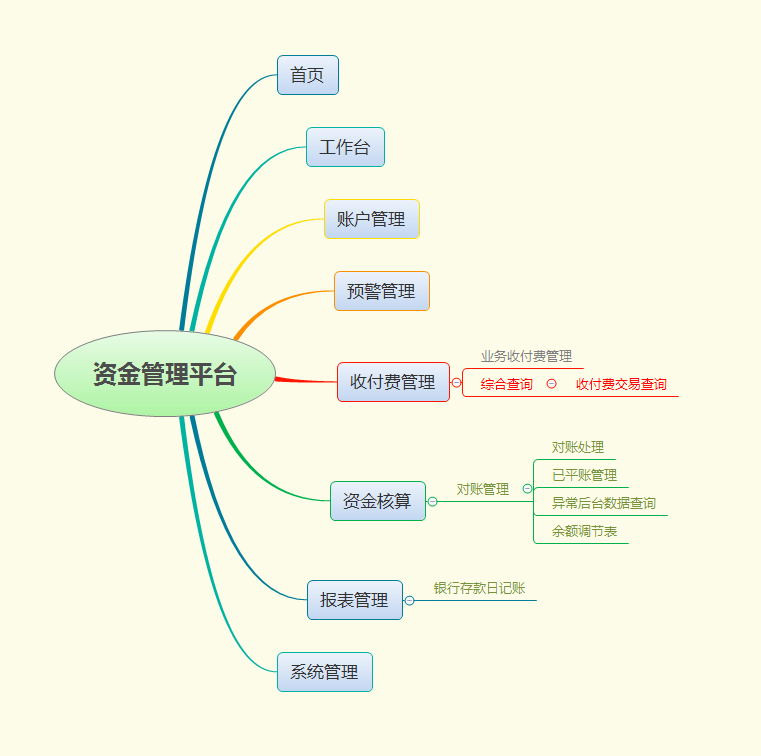 资金管理平台
首页
工作台
账户管理
预警管理
收付费管理
业务收付费管理
综合查询
收付费交易查询
资金核算
对账管理
对账处理
已平账管理
异常后台数据查询
余额调节表
报表管理
银行存款日记账
系统管理